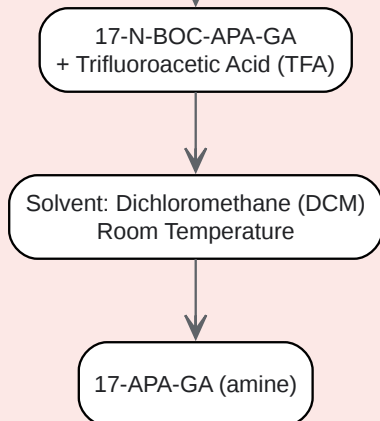 17-N-BOC-APA-GA
+ Trifluoroacetic Acid (TFA)
Solvent: Dichloromethane (DCM)
Room Temperature
17-APA-GA (amine)